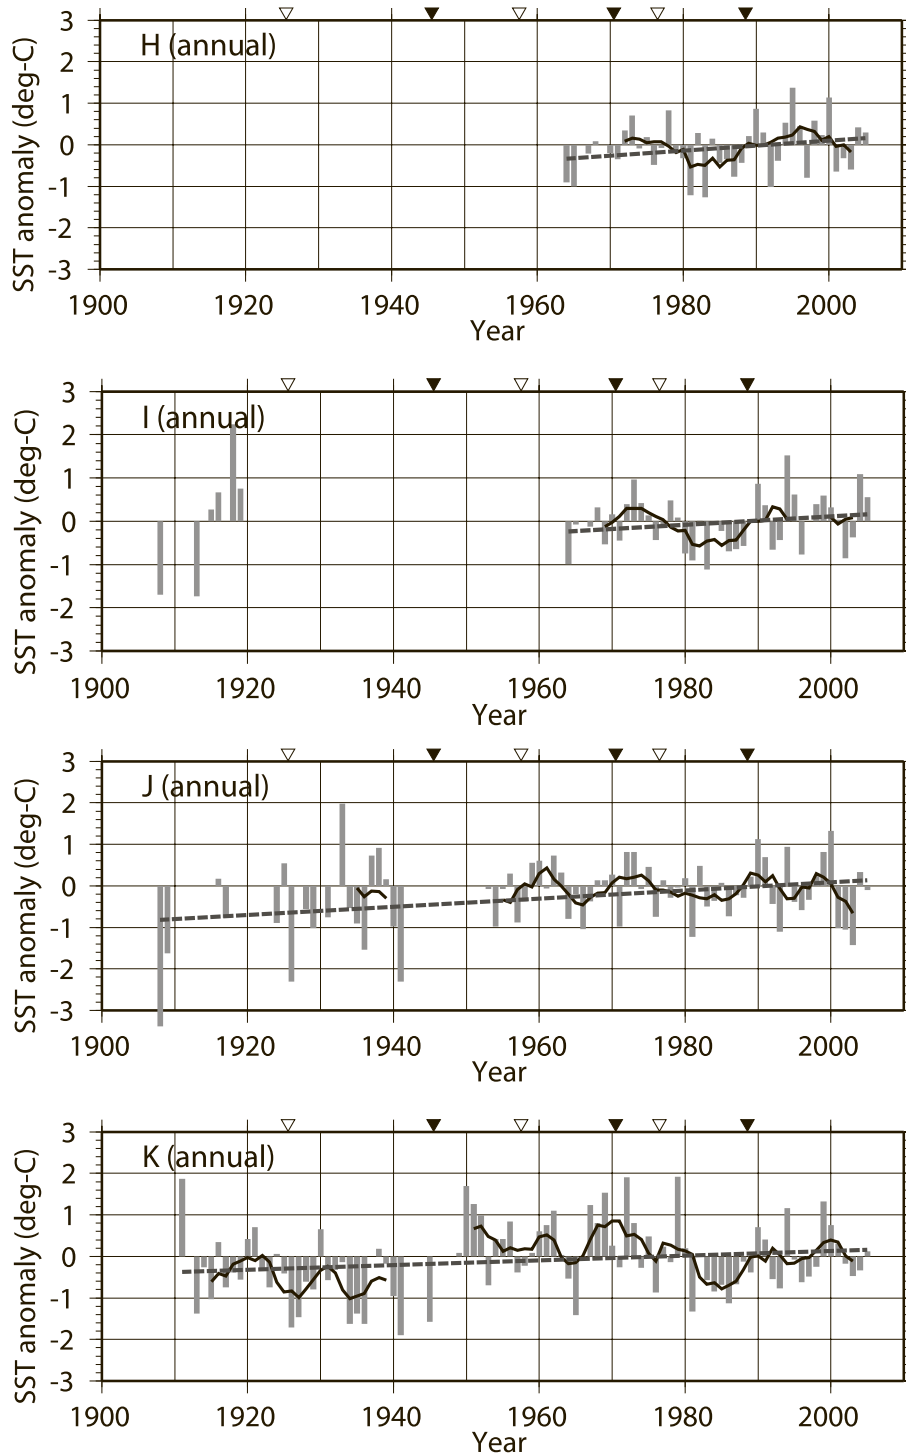 H (annual)
SST anomaly (deg-C)
3
2
1
0
-1
-2
-3
1900 1920 1940 1960 1980 2000
Year
I (annual)
SST anomaly (deg-C)
3
2
1
0
-1
-2
-3
1900 1920 1940 1960 1980 2000
Year
J (annual)
SST anomaly (deg-C)
3
2
1
0
-1
-2
-3
1900 1920 1940 1960 1980 2000
Year
K (annual)
SST anomaly (deg-C)
3
2
1
0
-1
-2
-3
1900 1920 1940 1960 1980 2000
Year